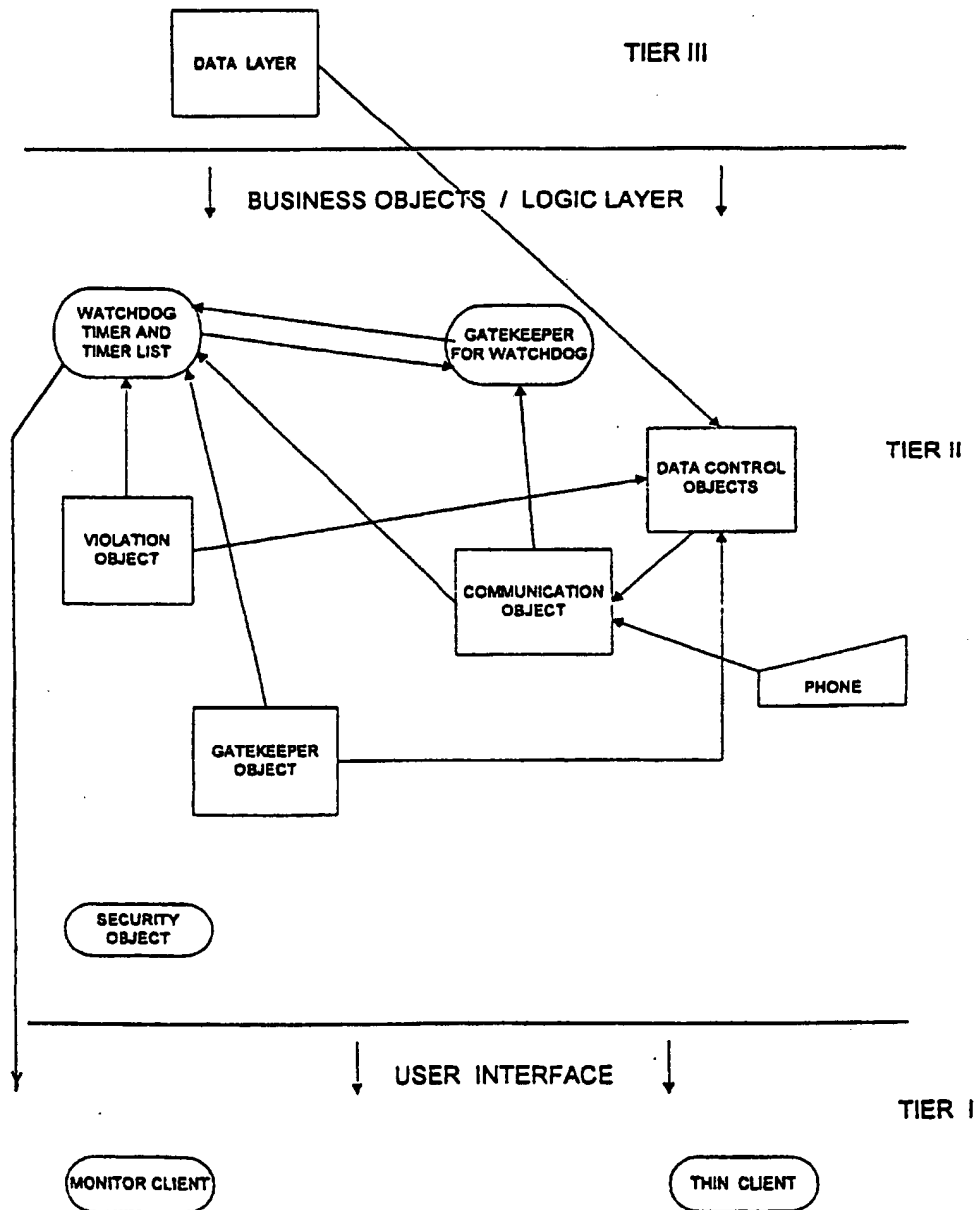 DATA LAYER
TIER III
BUSINESS OBJECTS / LOGIC LAYER
WATCHDOG
TIMER AND
TIMER LIST
GATEKEEPER
FOR WATCHDOG
DATA CONTROL
OBJECTS
TIER II
VIOLATION
OBJECT
COMMUNICATION
OBJECT
PHONE
GATEKEEPER
OBJECT
SECURITY
OBJECT
USER INTERFACE
TIER I
MONITOR CLIENT
THIN CLIENT